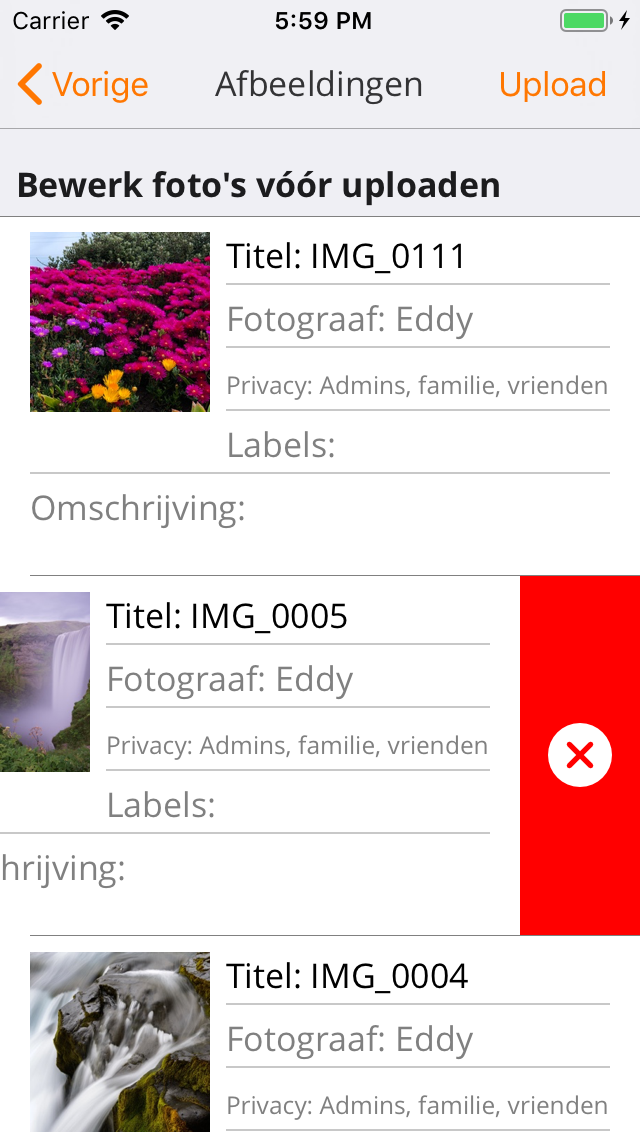 Carrier 5:59 PM
Vorige Afbeeldingen Upload
Bewerk foto's vóór uploaden
Titel: IMG_0111
Fotograaf: Eddy
Privacy: Admins, familie, vrienden
Labels:
Omschrijving:
Titel: IMG_0005
Fotograaf: Eddy
Privacy: Admins, familie, vrienden
Labels:
hrijving:
Titel: IMG_0004
Fotograaf: Eddy
Privacy: Admins, familie, vrienden